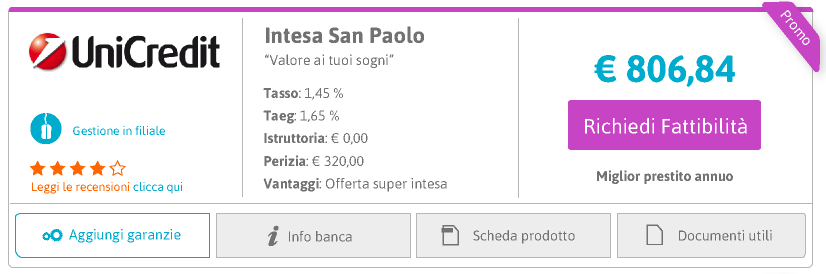 UniCredit
Gestione in filiale
Leggi le recensioni clicca qui
Intesa San Paolo
“Valore ai tuoi sogni”
Tasso: 1,45 %
Taeg: 1,65 %
Istruttoria: € 0,00
Perizia: € 320,00
Vantaggi: Offerta super intesa
Promo
€ 806,84
Richiedi Fattibilità
Miglior prestito annuo
Aggiungi garanzie
Info banca
Scheda prodotto
Documenti utili